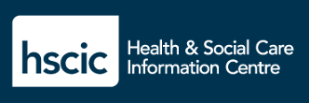 hscic
Health & Social Care
Information Centre